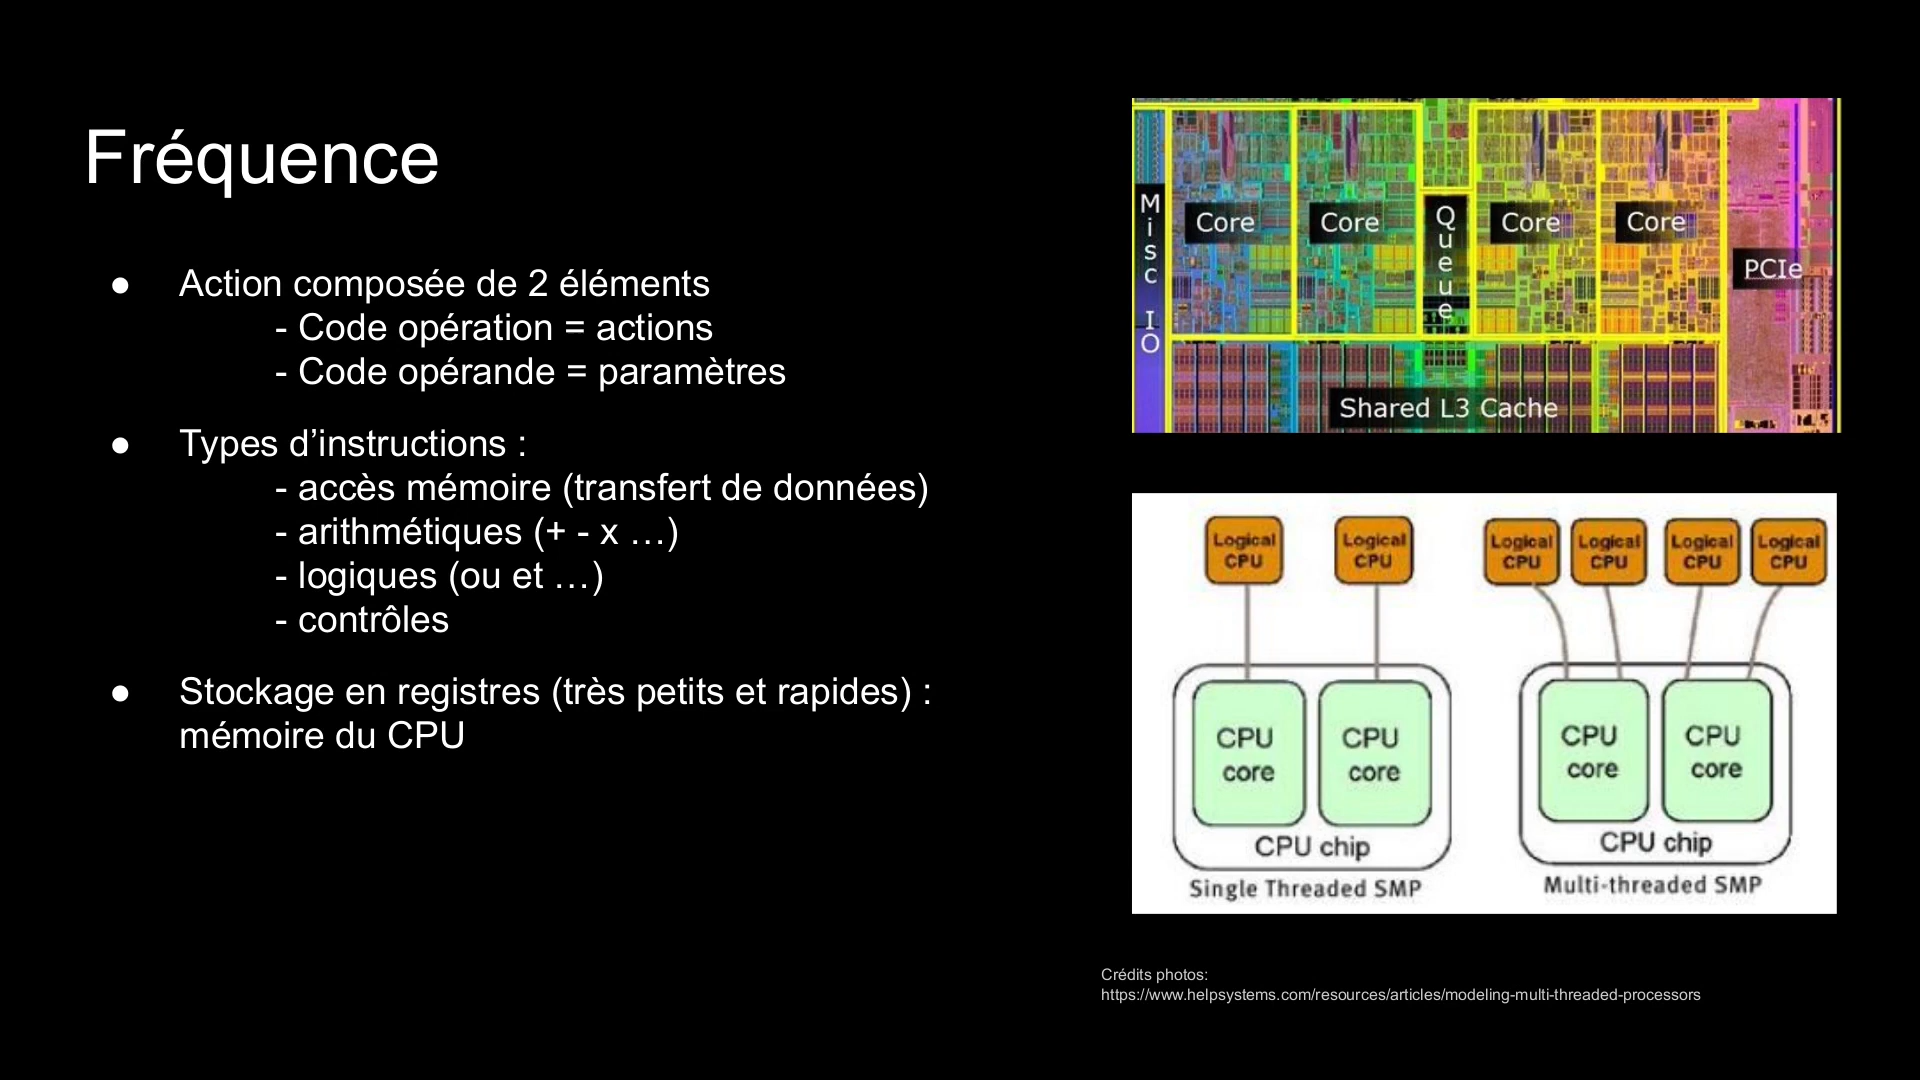 Fréquence
● Action composée de 2 éléments
- Code opération = actions
- Code opérande = paramètres
● Types d’instructions :
- accès mémoire (transfert de données)
- arithmétiques (+ - x …)
- logiques (ou et …)
- contrôles
● Stockage en registres (très petits et rapides) :
mémoire du CPU
Misc IO
Core
Core
Queue
Core
Core
PCIe
Shared L3 Cache
Logical
CPU
Logical
CPU
Logical
CPU
Logical
CPU
Logical
CPU
Logical
CPU
CPU
core
CPU
core
CPU chip
Single Threaded SMP
CPU
core
CPU
core
CPU chip
Multi-threaded SMP
Crédits photos:
https://www.helpsystems.com/resources/articles/modeling-multi-threaded-processors